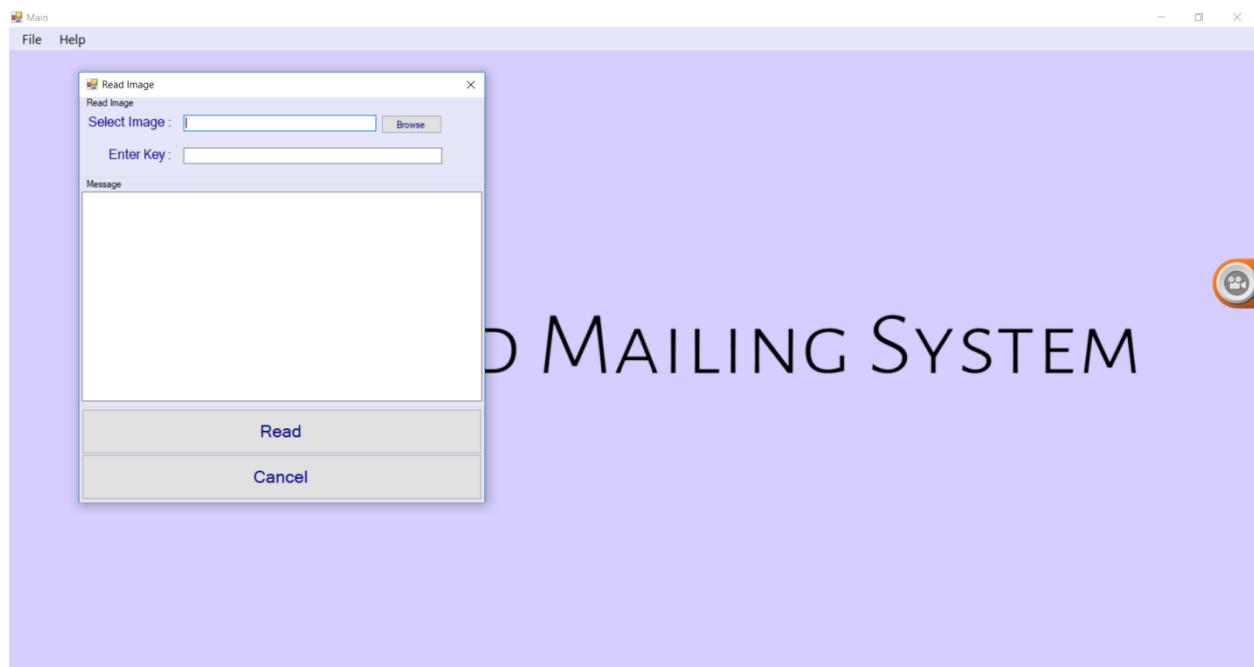 Main
File Help
Read Image
Read Image
Select Image :
Browse
Enter Key :
Message
D MAILING SYSTEM
Read
Cancel